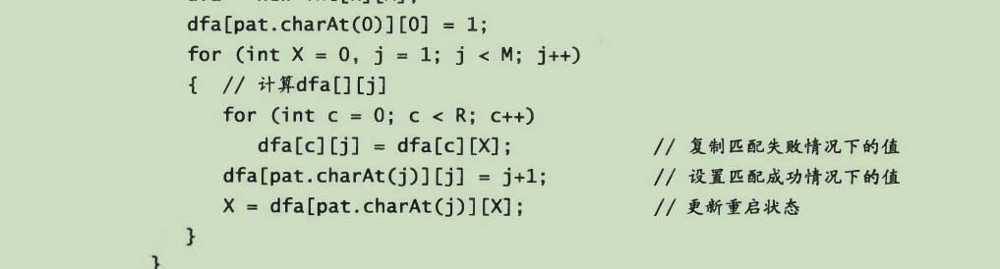 dfa[pat.charAt(0)][0] = 1;
for (int X = 0, j = 1; j < M; j++)
{ // 计算dfa[][j]
for (int c = 0; c < R; c++)
dfa[c][j] = dfa[c][X]; // 复制匹配失败情况下的值
dfa[pat.charAt(j)][j] = j+1; // 设置匹配成功情况下的值
X = dfa[pat.charAt(j)][X]; // 更新重启状态
}
}